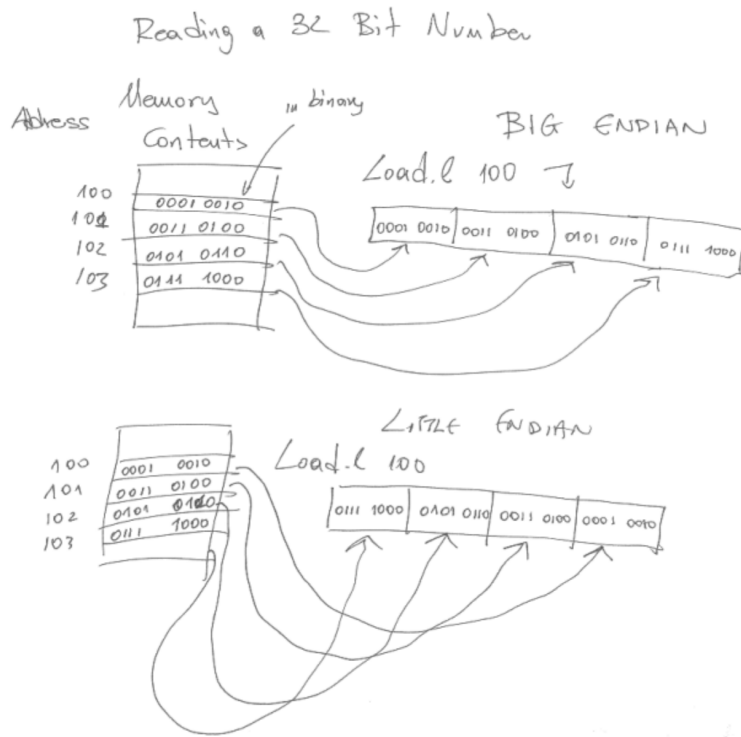 Reading a 32 Bit Number
Address Memory Contents in binary
BIG ENDIAN
Load.l 100
100 0001 0010
101 0011 0100
102 0101 0110
103 0111 1000
0001 0010 0011 0100 0101 0110 0111 1000
LITTLE ENDIAN
Load.l 100
100 0001 0010
101 0011 0100
102 0101
103 0111 1000
0111 1000 0101 0110 0011 0100 0001 0010